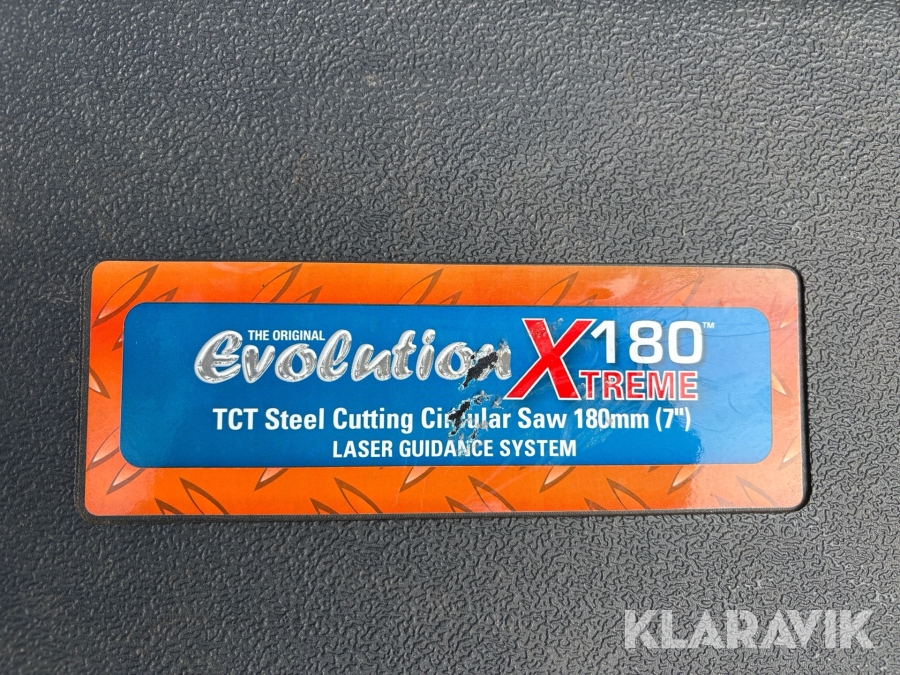 THE ORIGINAL
Evolution X180™
XTREME
TCT Steel Cutting Circular Saw 180mm (7")
LASER GUIDANCE SYSTEM
KLARAVIK